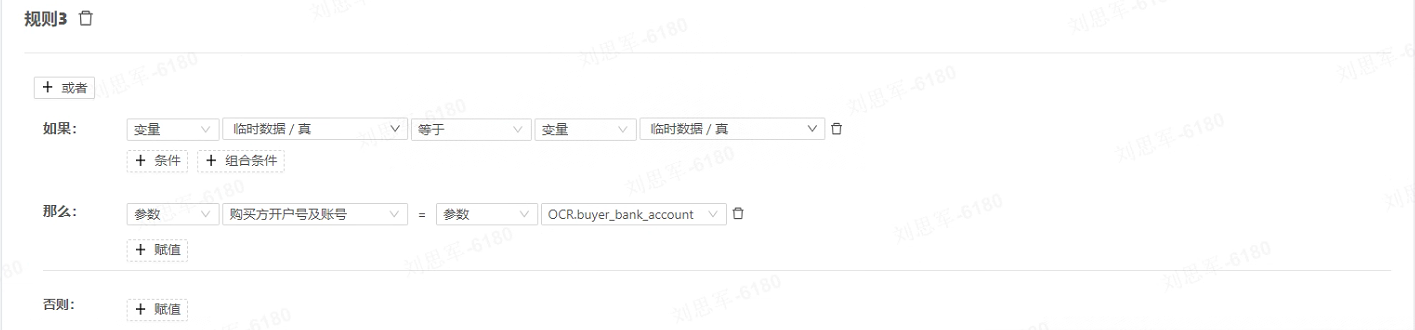 规则3
+ 或者
如果： 变量 临时数据 / 真 等于 变量 临时数据 / 真
+ 条件 + 组合条件
那么： 参数 购买方开户号及账号 = 参数 OCR.buyer_bank_account
+ 赋值
否则： + 赋值
刘思军-6180